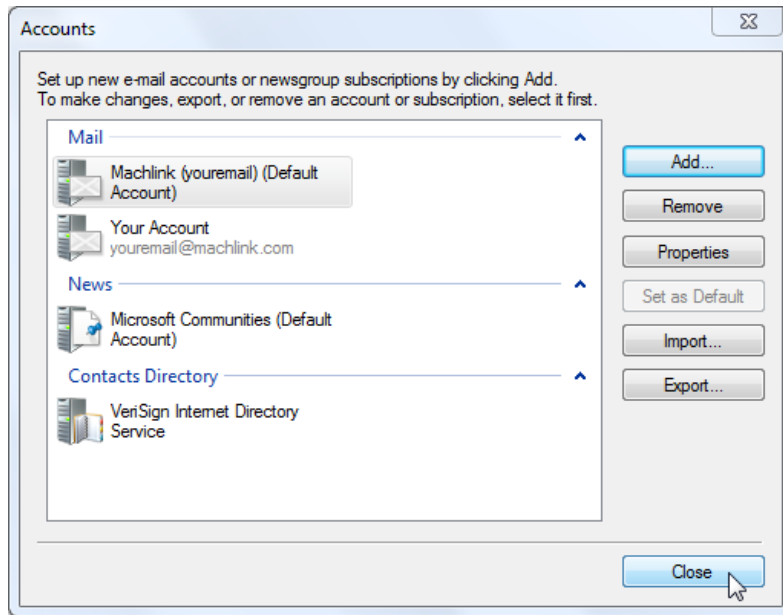 Accounts
Set up new e-mail accounts or newsgroup subscriptions by clicking Add.
To make changes, export, or remove an account or subscription, select it first.
Mail
Machlink (youremail) (Default
Account)
Your Account
youremail@machlink.com
News
Microsoft Communities (Default
Account)
Contacts Directory
VeriSign Internet Directory
Service
Add...
Remove
Properties
Set as Default
Import...
Export...
Close